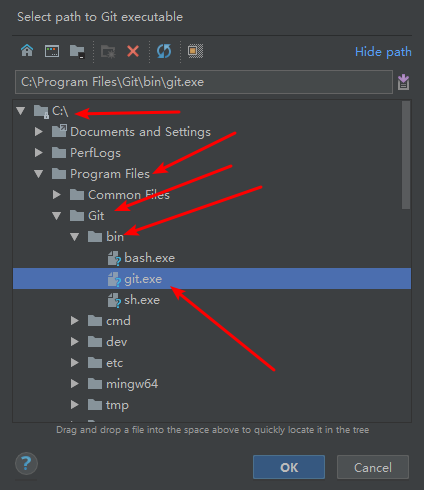 Select path to Git executable
Hide path
C:\Program Files\Git\bin\git.exe
C:\
Documents and Settings
PerfLogs
Program Files
Common Files
Git
bin
bash.exe
git.exe
sh.exe
cmd
dev
etc
mingw64
tmp
Drag and drop a file into the space above to quickly locate it in the tree
?
OK
Cancel